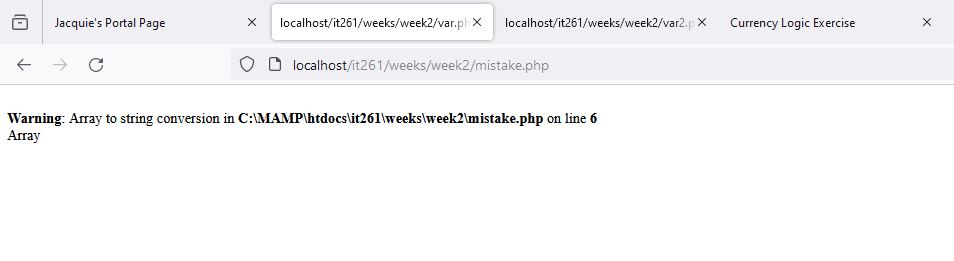 Jacquie's Portal Page
localhost/it261/weeks/week2/var.ph
localhost/it261/weeks/week2/var2.p
Currency Logic Exercise
localhost/it261/weeks/week2/mistake.php
Warning: Array to string conversion in C:\MAMP\htdocs\it261\weeks\week2\mistake.php on line 6
Array